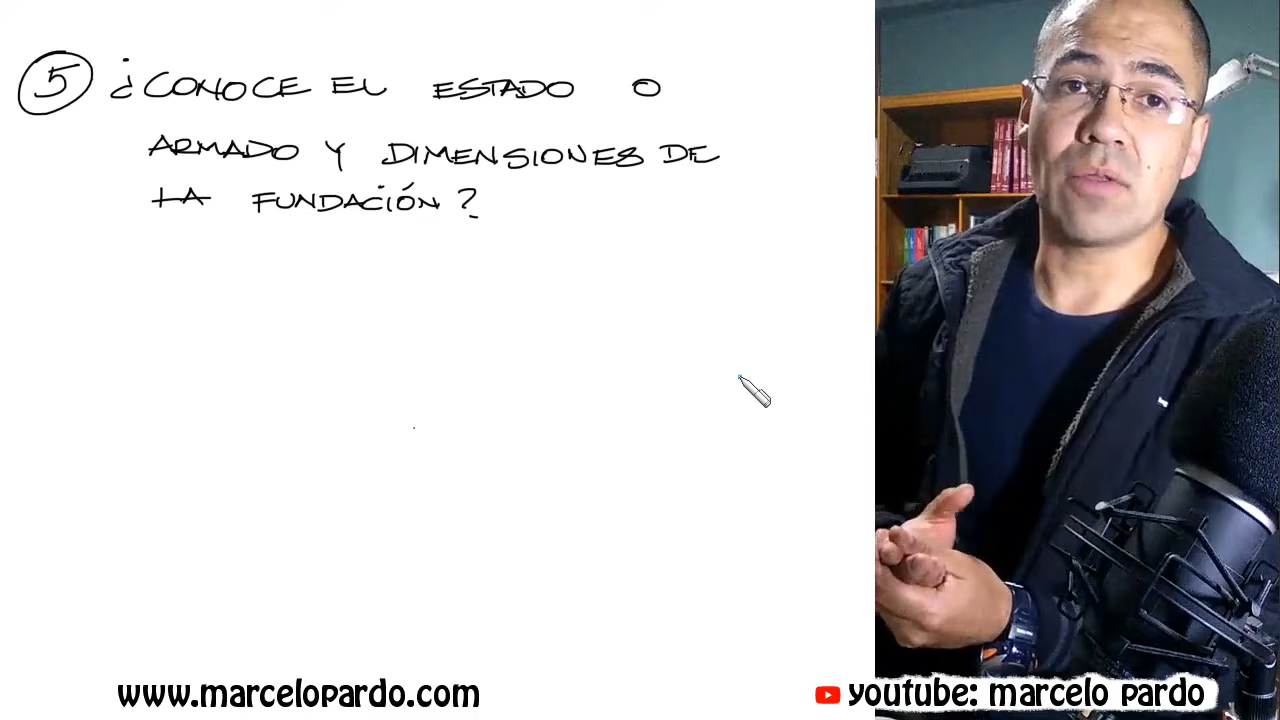 5 ¿CONOCE EL ESTADO O
ARMADO Y DIMENSIONES DE
LA FUNDACIÓN?
www.marcelopardo.com
youtube: marcelo pardo